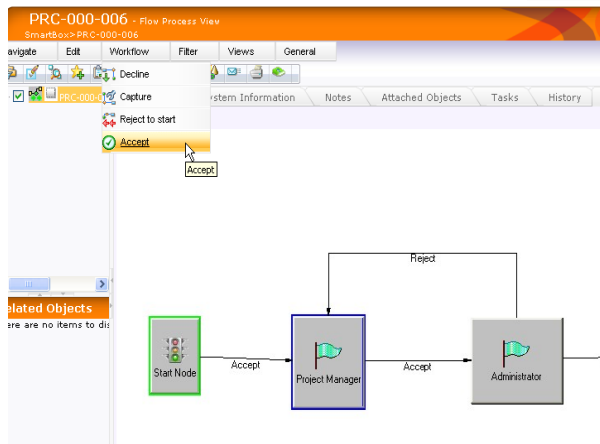 PRC-000-006 - Flow Process View
SmartBox>PRC-000-006
avigate Edit Workflow Filter Views General
Decline
Capture
Reject to start
Accept
Accept
PRC-000-0
stem Information Notes Attached Objects Tasks History
elated Objects
ere are no items to dis
Reject
Start Node
Accept
Project Manager
Accept
Administrator